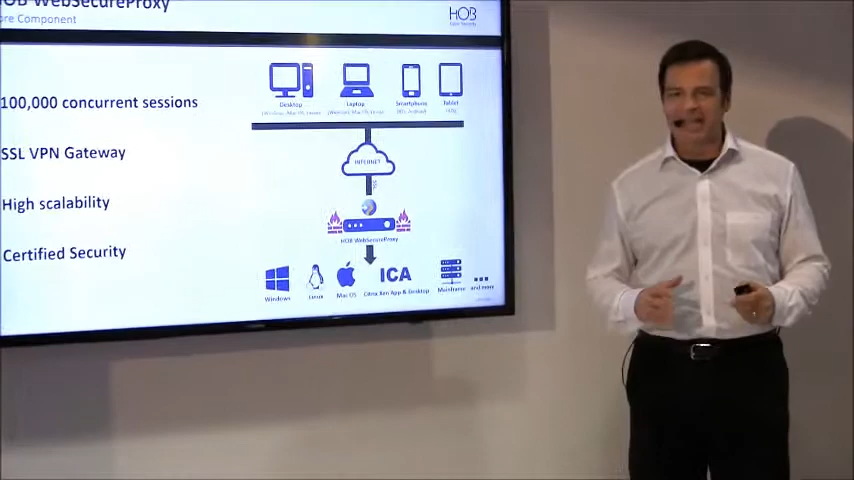 HOB WebSecureProxy
ore Component
HOB
100,000 concurrent sessions
SSL VPN Gateway
High scalability
Certified Security
Desktop
Laptop
Smartphone
Tablet
INTERNET
SSL
HOB WebSecureProxy
ICA
Windows
Linux
Mac OS
Citrix Xen App & Desktop
Mainframe
... and more